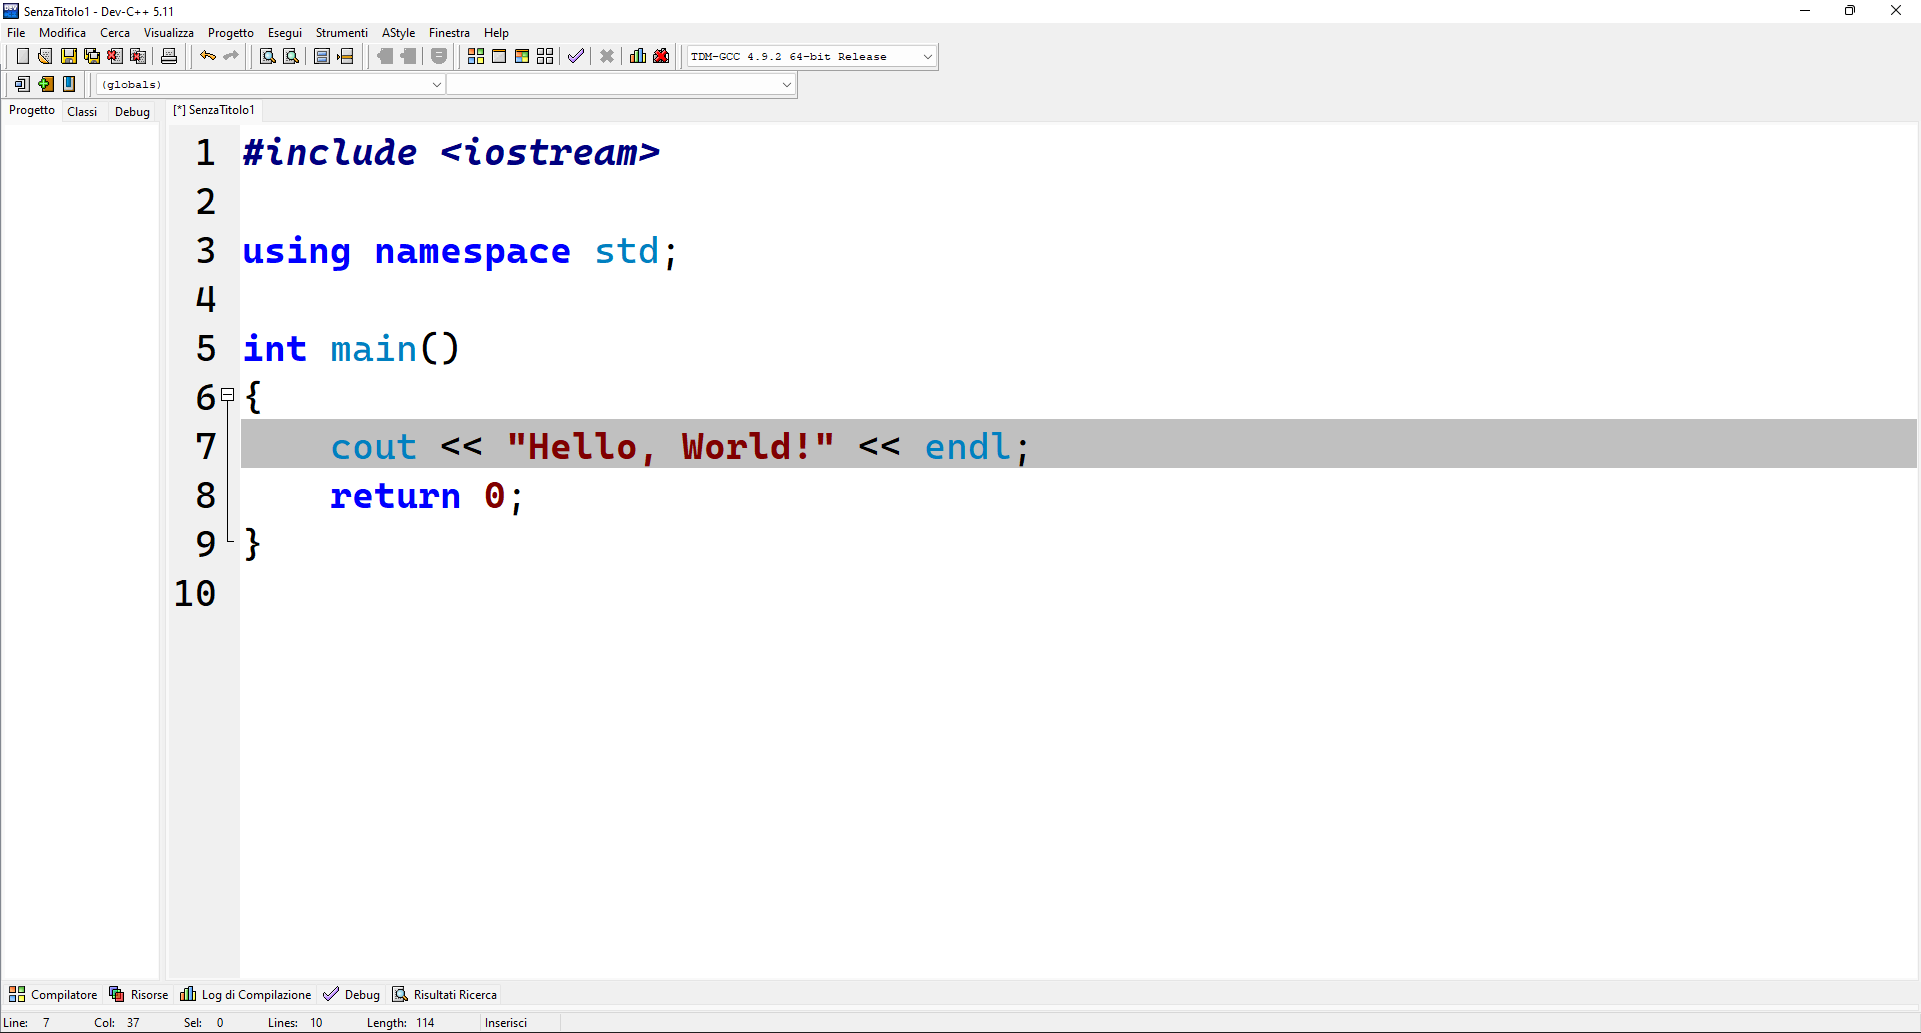 SenzaTitolo1 - Dev-C++ 5.11
File Modifica Cerca Visualizza Progetto Esegui Strumenti AStyle Finestra Help
TDM-GCC 4.9.2 64-bit Release
(globals)
Progetto Classi Debug [*] SenzaTitolo1
1 #include <iostream>
2
3 using namespace std;
4
5 int main()
6 {
7     cout << "Hello, World!" << endl;
8     return 0;
9 }
10
Compilatore Risorse Log di Compilazione Debug Risultati Ricerca
Line: 7 Col: 37 Sel: 0 Lines: 10 Length: 114 Inserisci